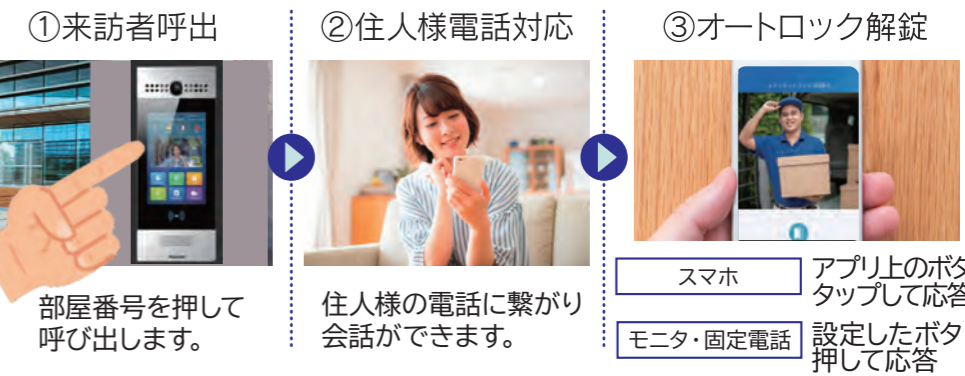 ①来訪者呼出
②住人様電話対応
③オートロック解錠
部屋番号を押して
呼び出します。
住人様の電話に繋がり
会話ができます。
スマホ
アプリ上のボタ
タップして応答
モニタ・固定電話
設定したボタ
押して応答